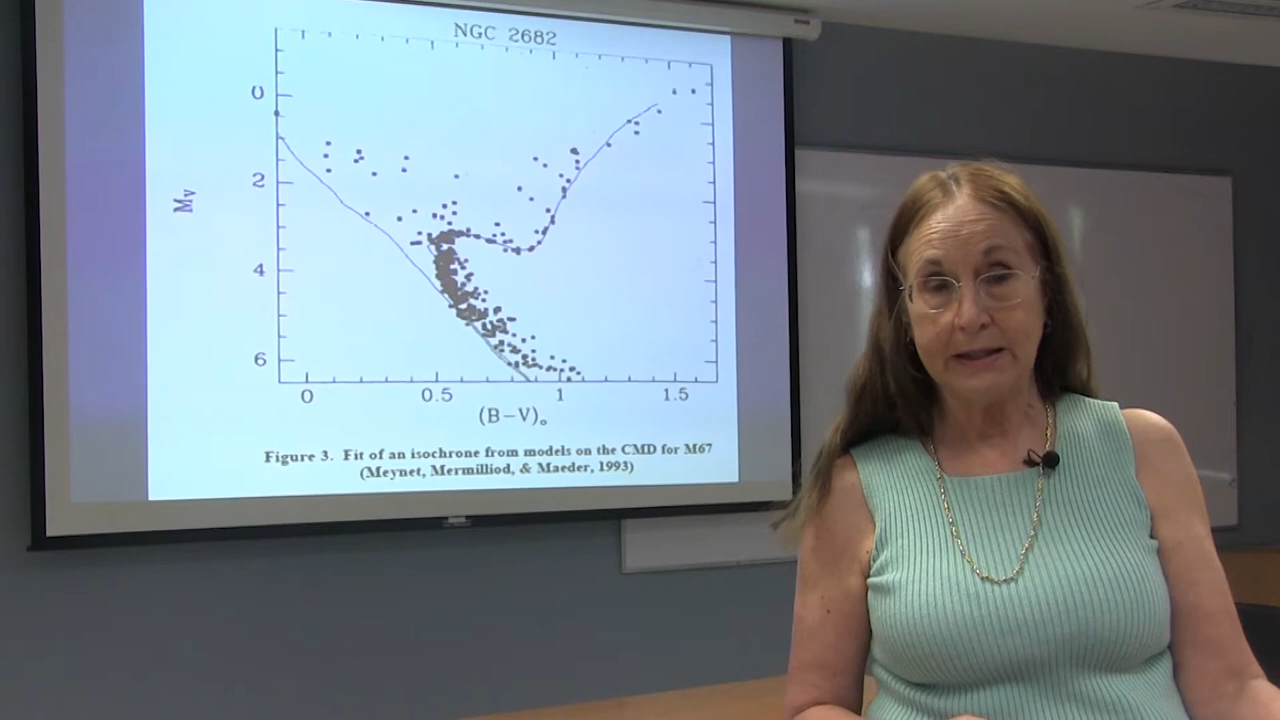 NGC 2682
0
2
Mv
4
6
0
0.5
1
1.5
(B-V)₀
Figure 3. Fit of an isochrone from models on the CMD for M67
(Meynet, Mermilliod, & Maeder, 1993)